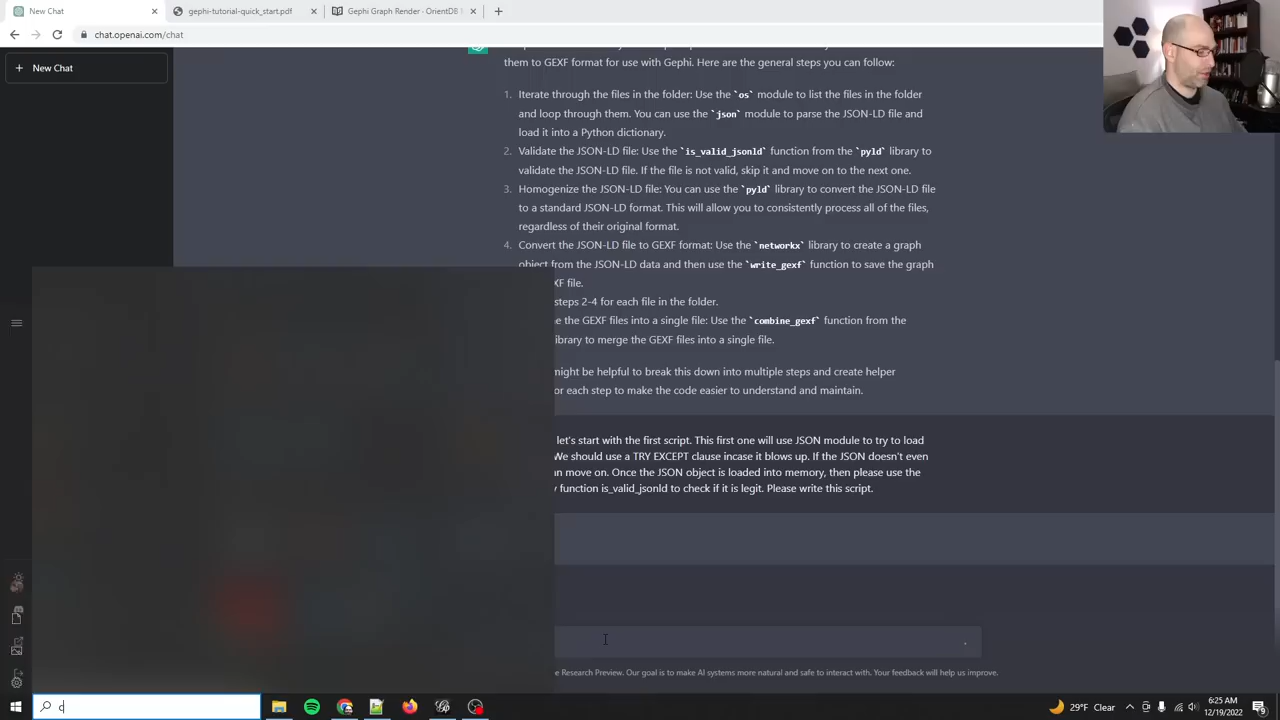 New Chat
gephi-tutorial-quick_start.pdf
Gephi Graph Render - OrientDB
chat.openai.com/chat
New Chat
them to GEXF format for use with Gephi. Here are the general steps you can follow:
1. Iterate through the files in the folder: Use the `os` module to list the files in the folder
and loop through them. You can use the `json` module to parse the JSON-LD file and
load it into a Python dictionary.
2. Validate the JSON-LD file: Use the `is_valid_jsonld` function from the `pyld` library to
validate the JSON-LD file. If the file is not valid, skip it and move on to the next one.
3. Homogenize the JSON-LD file: You can use the `pyld` library to convert the JSON-LD file
to a standard JSON-LD format. This will allow you to consistently process all of the files,
regardless of their original format.
4. Convert the JSON-LD file to GEXF format: Use the `networkx` library to create a graph
object from the JSON-LD data and then use the `write_gexf` function to save the graph
XF file.
steps 2-4 for each file in the folder.
e the GEXF files into a single file: Use the `combine_gexf` function from the
ibrary to merge the GEXF files into a single file.
might be helpful to break this down into multiple steps and create helper
or each step to make the code easier to understand and maintain.
let's start with the first script. This first one will use JSON module to try to load
We should use a TRY EXCEPT clause incase it blows up. If the JSON doesn't even
n move on. Once the JSON object is loaded into memory, then please use the
y function is_valid_jsonld to check if it is legit. Please write this script.
e Research Preview. Our goal is to make AI systems more natural and safe to interact with. Your feedback will help us improve.
c
29°F Clear
6:25 AM
12/19/2022